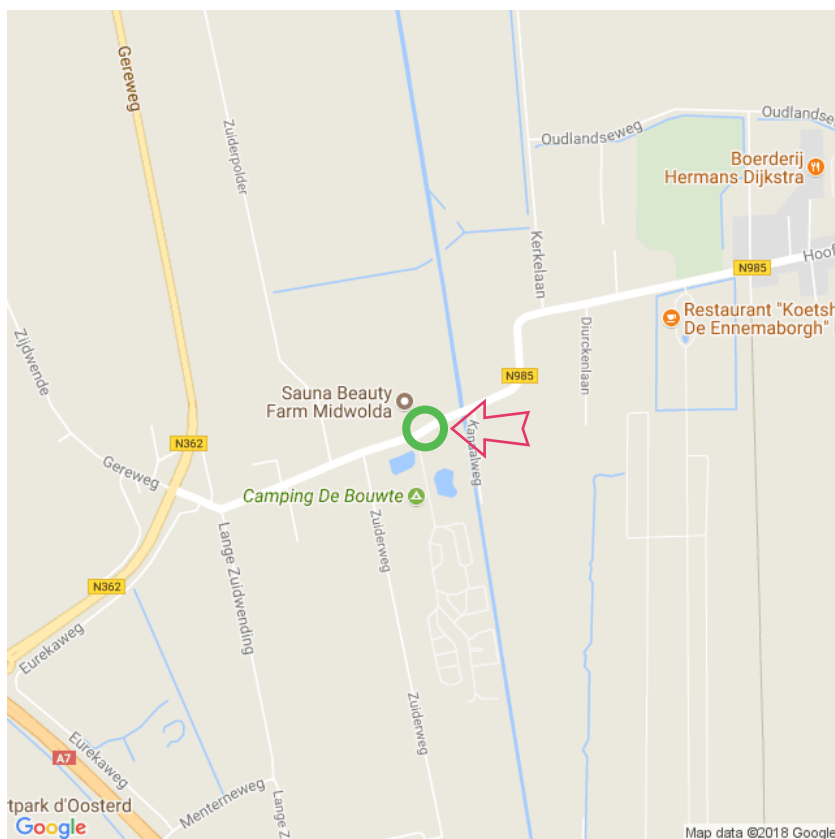 Gereweg
Zuiderpolder
Oudlandseweg
Oudlandse
Boerderij
Hermans Dijkstra
Kerkelaan
N985
Hoof
Restaurant "Koetsh
De Ennemaborgh"
Diurckenlaan
Zijdwende
N985
Sauna Beauty
Farm Midwolda
N362
Kanaalweg
Gereweg
Camping De Bouwte
Zuiderweg
Lange Zuidwending
N362
Eurekaweg
Zuiderweg
A7
Eurekaweg
Menterneweg
tpark d'Oosterd
Lange Z
Google
Map data ©2018 Google